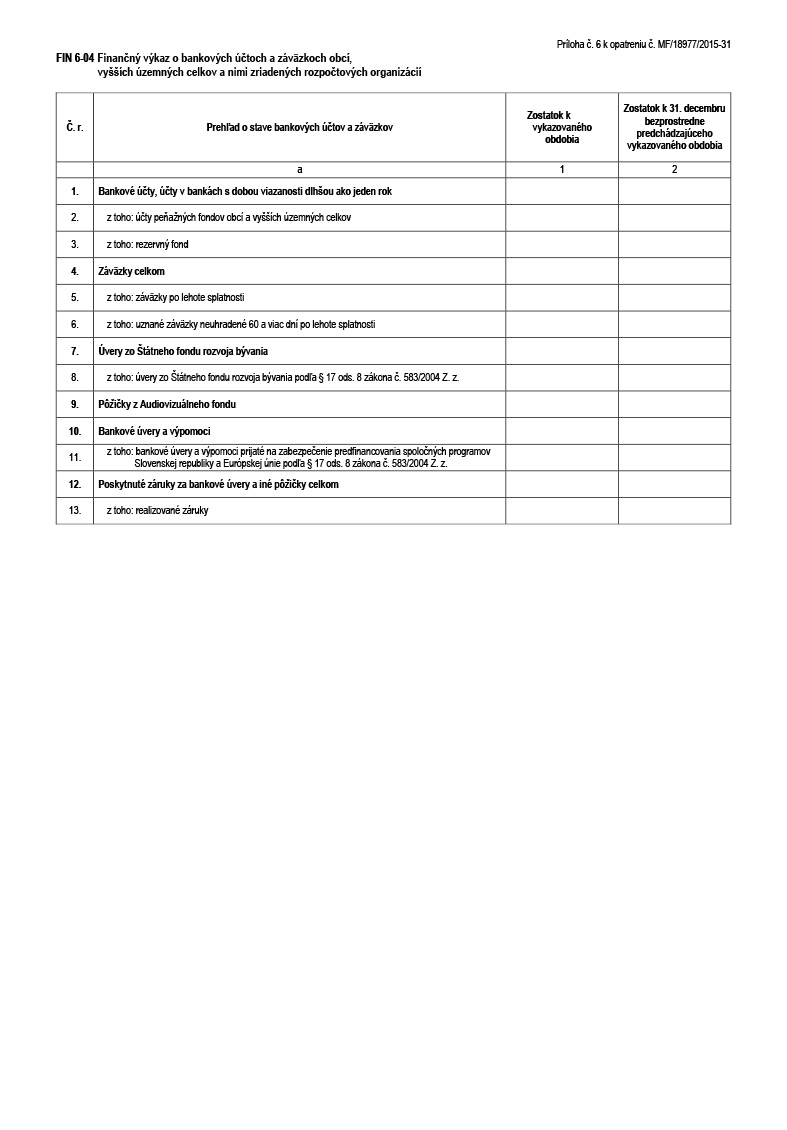 Príloha č. 6 k opatreniu č. MF/18977/2015-31
FIN 6-04 Finančný výkaz o bankových účtoch a záväzkoch obcí,
vyšších územných celkov a nimi zriadených rozpočtových organizácií
Č. r.
Prehľad o stave bankových účtov a záväzkov
Zostatok k
vykazovaného
obdobia
Zostatok k 31. decembru
bezprostredne
predchádzajúceho
vykazovaného obdobia
a 1 2
1. Bankové účty, účty v bankách s dobou viazanosti dlhšou ako jeden rok
2. z toho: účty peňažných fondov obcí a vyšších územných celkov
3. z toho: rezervný fond
4. Záväzky celkom
5. z toho: záväzky po lehote splatnosti
6. z toho: uznané záväzky neuhradené 60 a viac dní po lehote splatnosti
7. Úvery zo Štátneho fondu rozvoja bývania
8. z toho: úvery zo Štátneho fondu rozvoja bývania podľa § 17 ods. 8 zákona č. 583/2004 Z. z.
9. Pôžičky z Audiovizuálneho fondu
10. Bankové úvery a výpomoci
11. z toho: bankové úvery a výpomoci prijaté na zabezpečenie predfinancovania spoločných programov
Slovenskej republiky a Európskej únie podľa § 17 ods. 8 zákona č. 583/2004 Z. z.
12. Poskytnuté záruky za bankové úvery a iné pôžičky celkom
13. z toho: realizované záruky